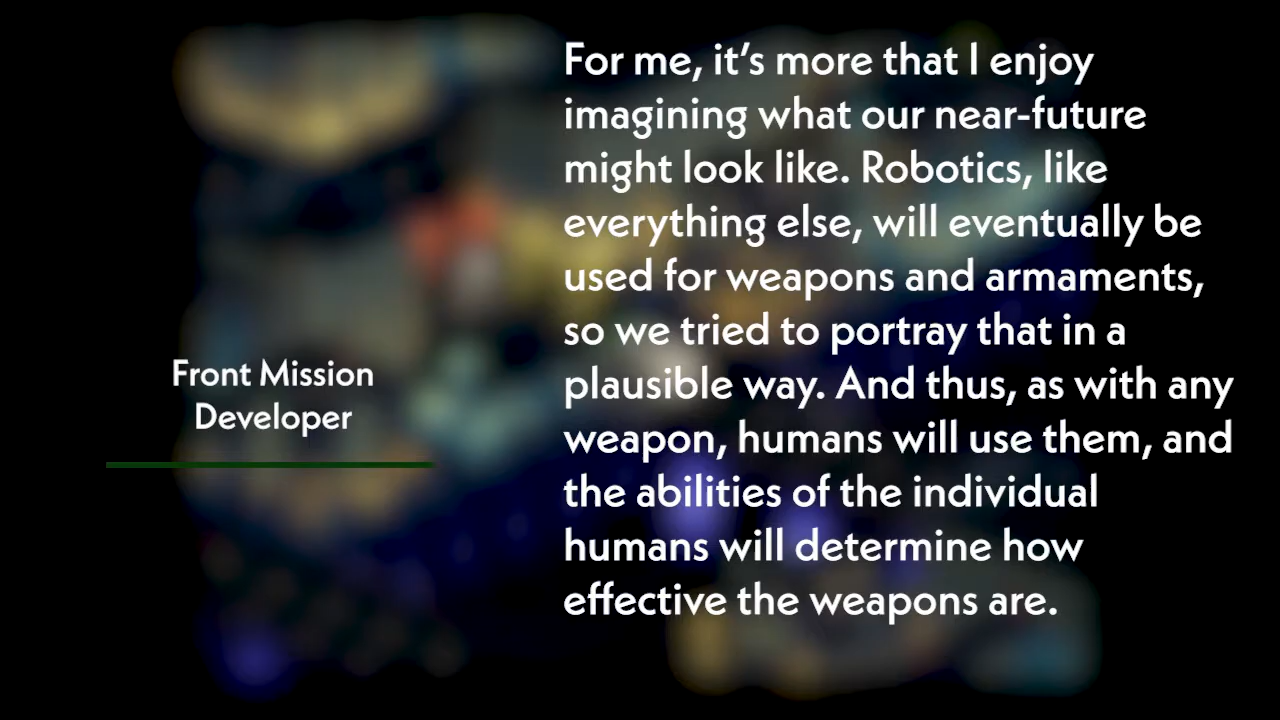 Front Mission
Developer
For me, it's more that I enjoy
imagining what our near-future
might look like. Robotics, like
everything else, will eventually be
used for weapons and armaments,
so we tried to portray that in a
plausible way. And thus, as with any
weapon, humans will use them, and
the abilities of the individual
humans will determine how
effective the weapons are.